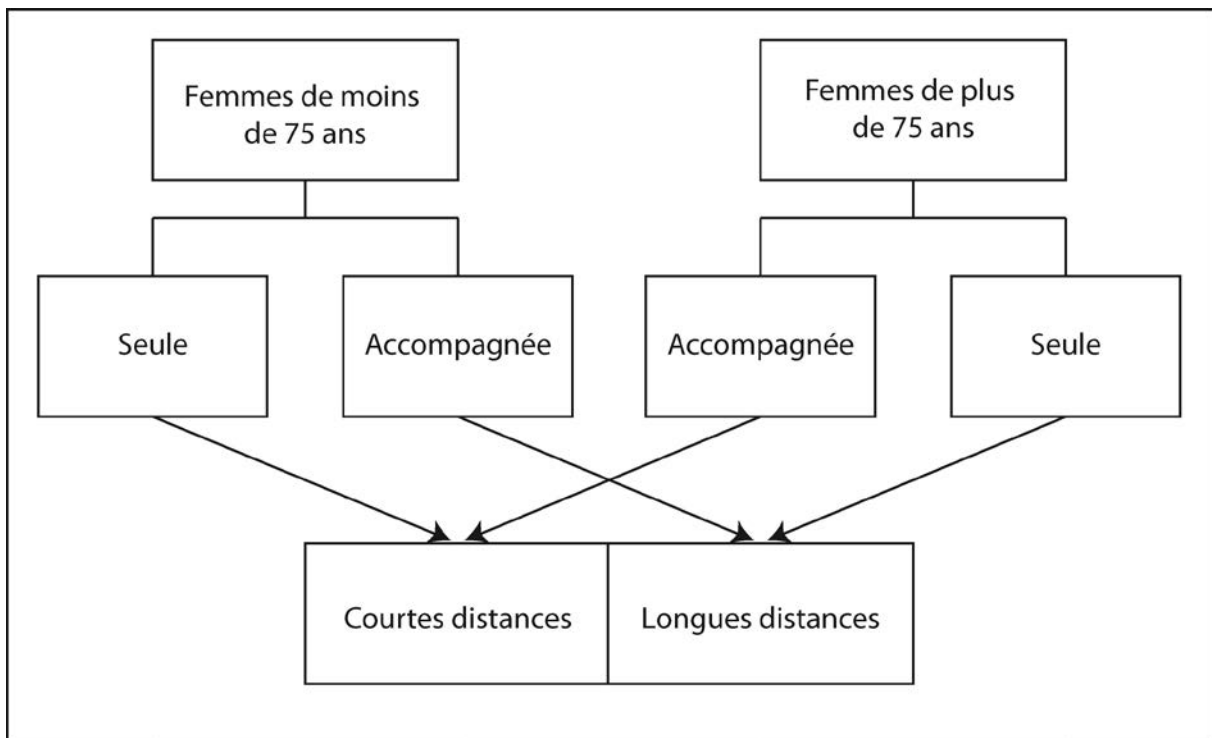 Femmes de moins
de 75 ans
Femmes de plus
de 75 ans
Seule
Accompagnée
Accompagnée
Seule
Courtes distances
Longues distances